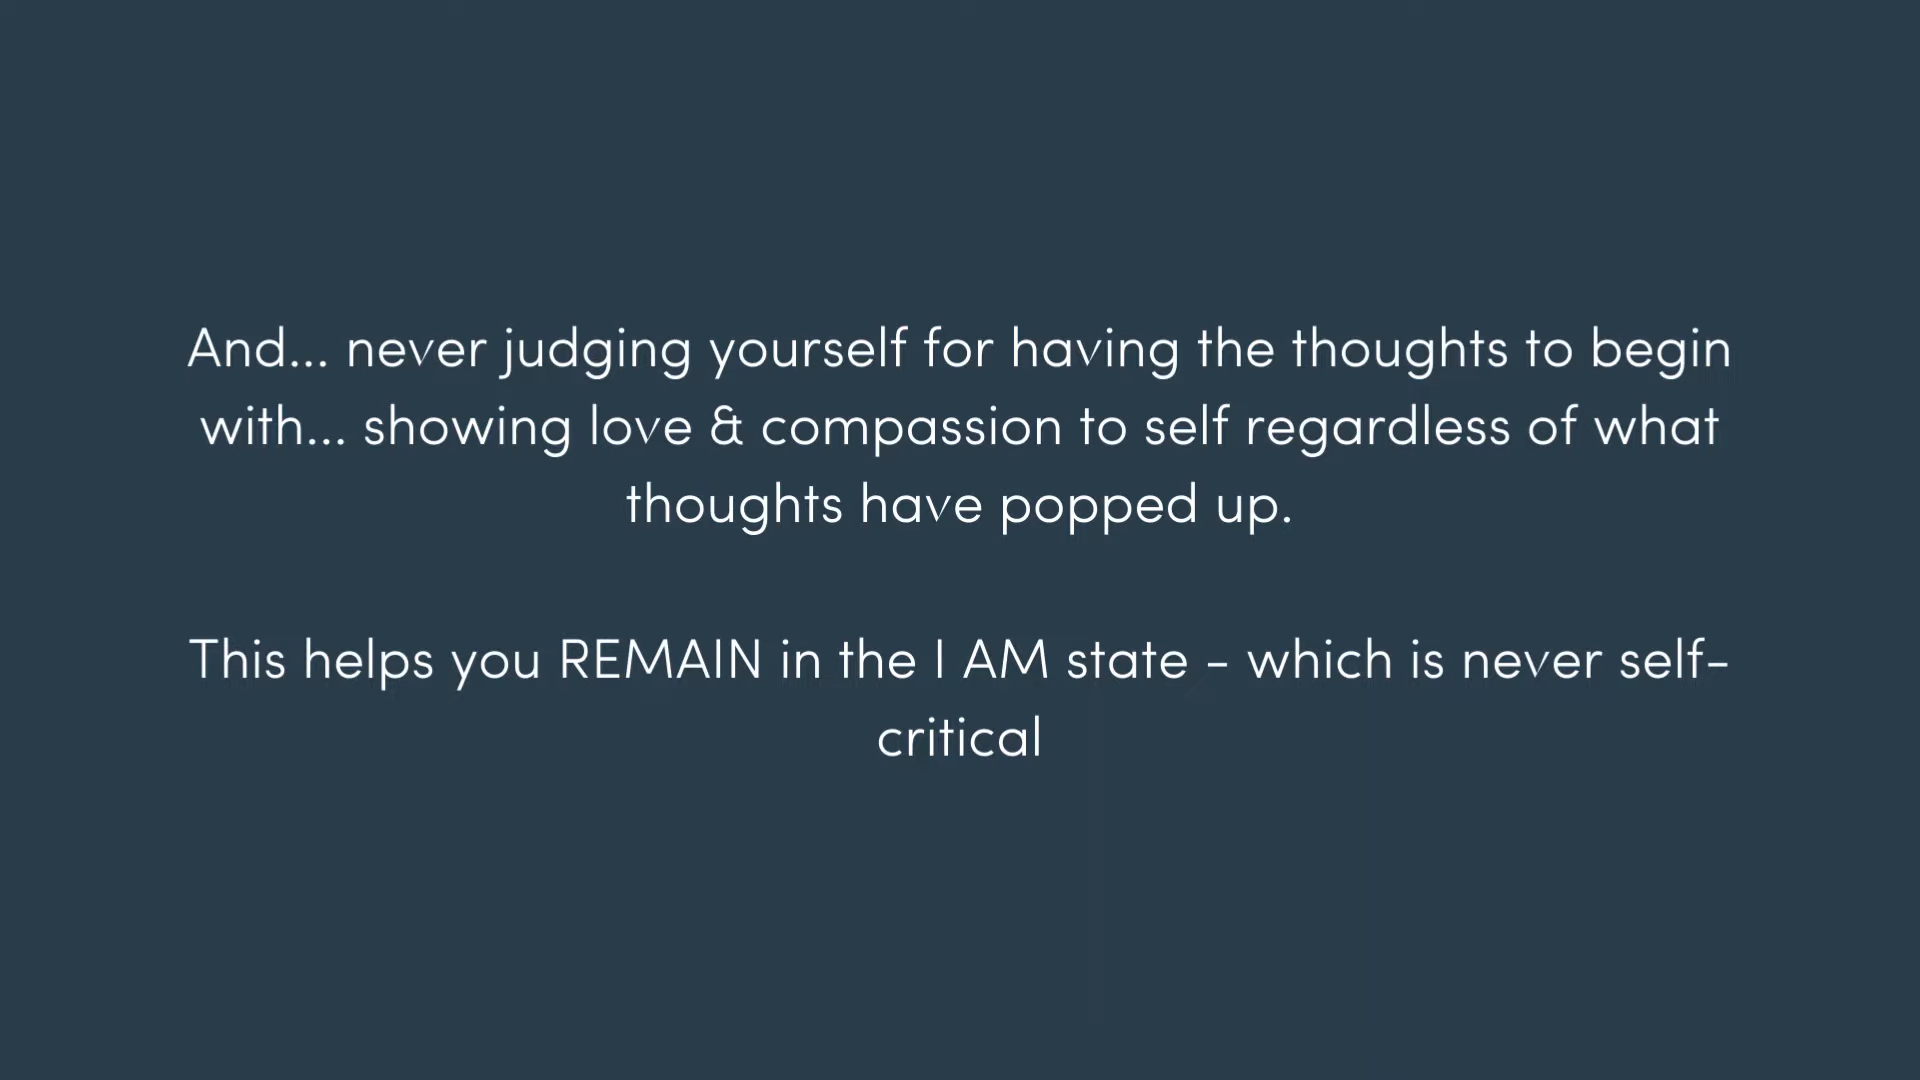 And... never judging yourself for having the thoughts to begin
with... showing love & compassion to self regardless of what
thoughts have popped up.
This helps you REMAIN in the I AM state - which is never self-
critical